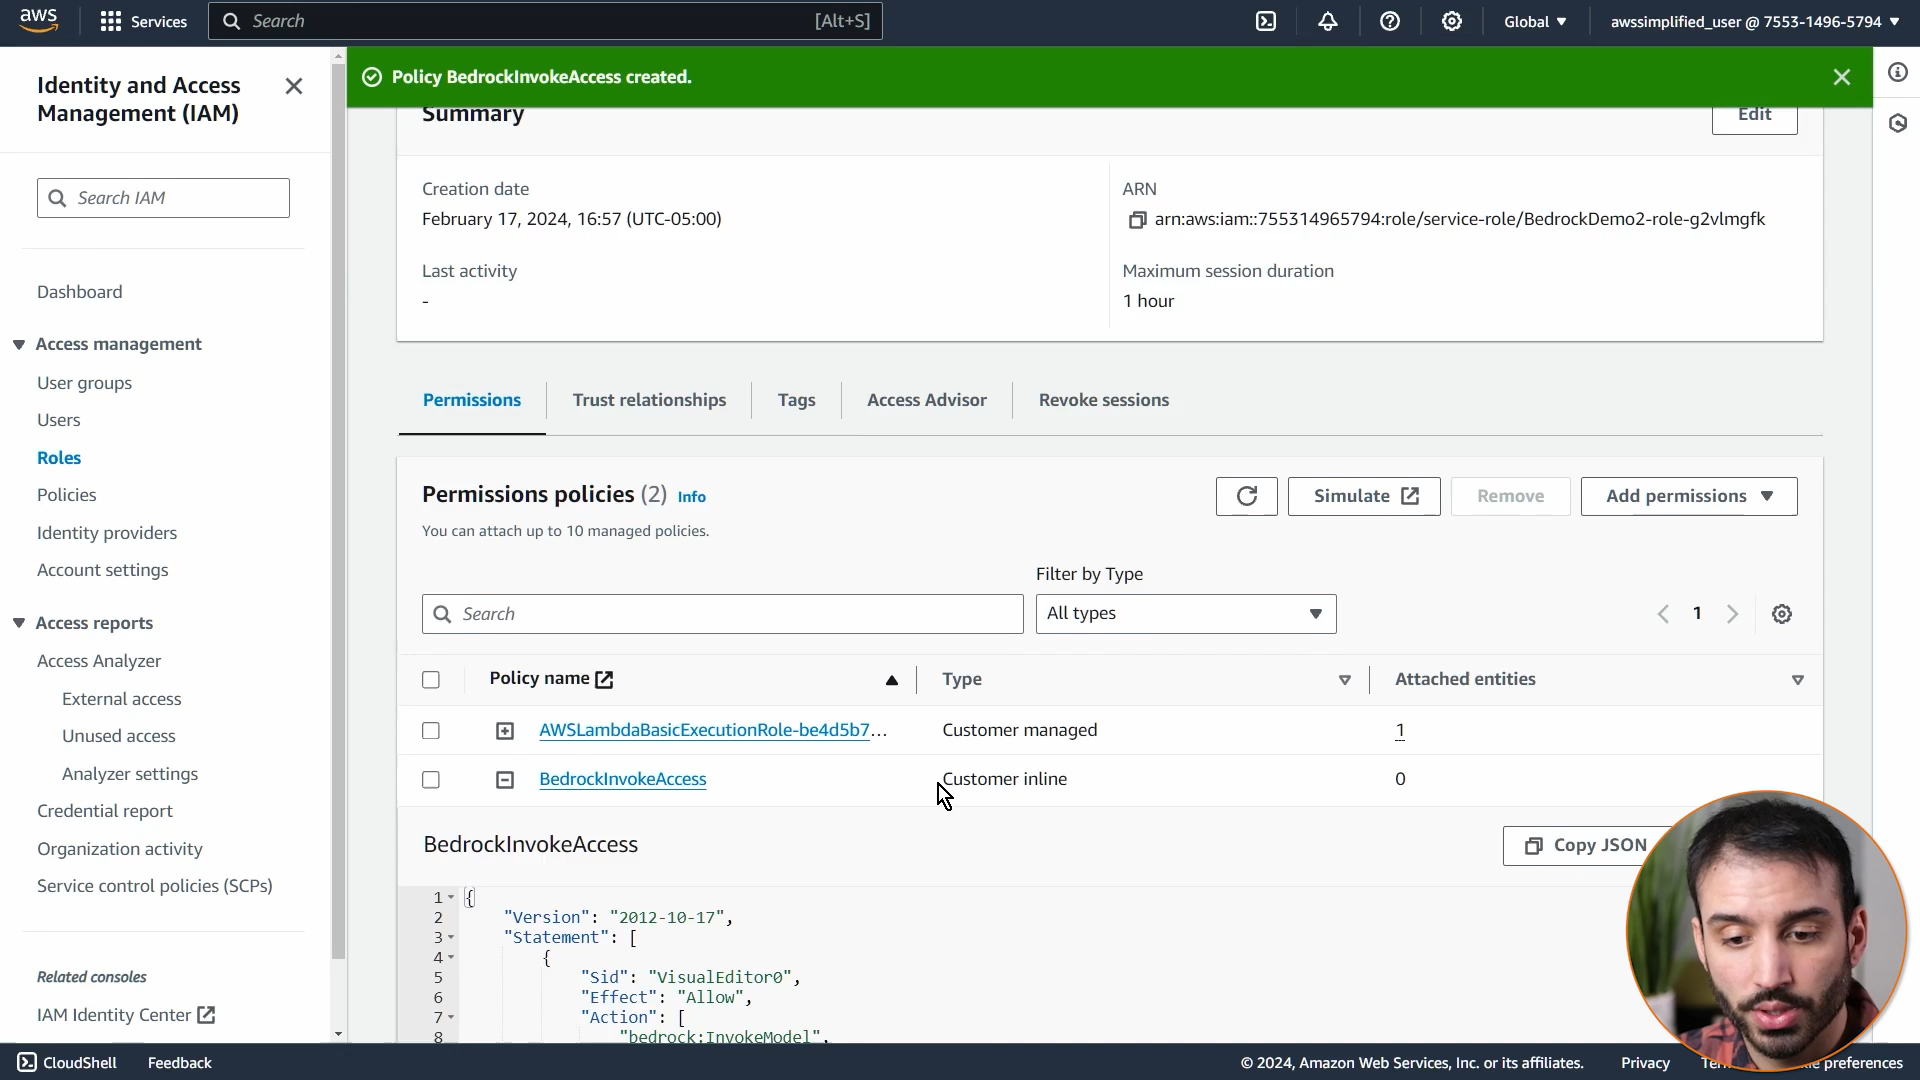 aws
Services
Search
[Alt+S]
Global
awssimplified_user @ 7553-1496-5794
Identity and Access
Management (IAM)
Search IAM
Dashboard
Access management
User groups
Users
Roles
Policies
Identity providers
Account settings
Access reports
Access Analyzer
External access
Unused access
Analyzer settings
Credential report
Organization activity
Service control policies (SCPs)
Related consoles
IAM Identity Center
Policy BedrockInvokeAccess created.
Summary
Edit
Creation date
February 17, 2024, 16:57 (UTC-05:00)
ARN
arn:aws:iam::755314965794:role/service-role/BedrockDemo2-role-g2vlmgfk
Last activity
-
Maximum session duration
1 hour
Permissions
Trust relationships
Tags
Access Advisor
Revoke sessions
Permissions policies (2) Info
You can attach up to 10 managed policies.
Simulate
Remove
Add permissions
Filter by Type
Search
All types
1
Policy name
Type
Attached entities
AWSLambdaBasicExecutionRole-be4d5b7...
Customer managed
1
BedrockInvokeAccess
Customer inline
0
BedrockInvokeAccess
Copy JSON
1 {
2 "Version": "2012-10-17",
3 "Statement": [
4 {
5 "Sid": "VisualEditor0",
6 "Effect": "Allow",
7 "Action": [
8 "bedrock:InvokeModel",
CloudShell
Feedback
© 2024, Amazon Web Services, Inc. or its affiliates.
Privacy
preferences